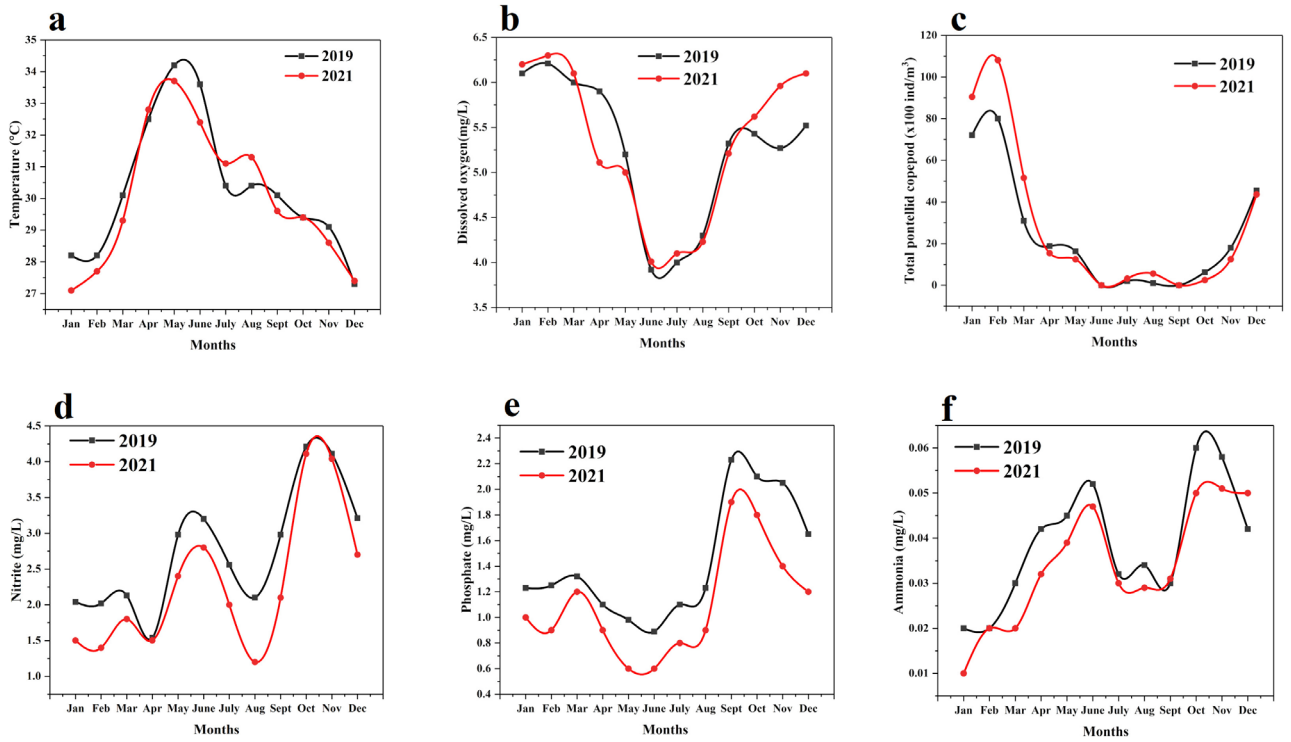 a
35
34
33
32
31
30
29
28
27
Temperature (°C)
2019
2021
Jan Feb Mar Apr May June July Aug Sept Oct Nov Dec
Months
b
6.5
6.0
5.5
5.0
4.5
4.0
3.5
Dissolved oxygen(mg/L)
2019
2021
Jan Feb Mar Apr May June July Aug Sept Oct Nov Dec
Months
c
120
100
80
60
40
20
0
Total pontellid copepod (x100 ind/m³)
2019
2021
Jan Feb Mar Apr May June July Aug Sept Oct Nov Dec
Months
d
4.5
4.0
3.5
3.0
2.5
2.0
1.5
1.0
Nitrite (mg/L)
2019
2021
Jan Feb Mar Apr May June July Aug Sept Oct Nov Dec
Months
e
2.4
2.2
2.0
1.8
1.6
1.4
1.2
1.0
0.8
0.6
0.4
Phosphate (mg/L)
2019
2021
Jan Feb Mar Apr May June July Aug Sept Oct Nov Dec
Months
f
0.06
0.05
0.04
0.03
0.02
0.01
Ammonia (mg/L)
2019
2021
Jan Feb Mar Apr May June July Aug Sept Oct Nov Dec
Months